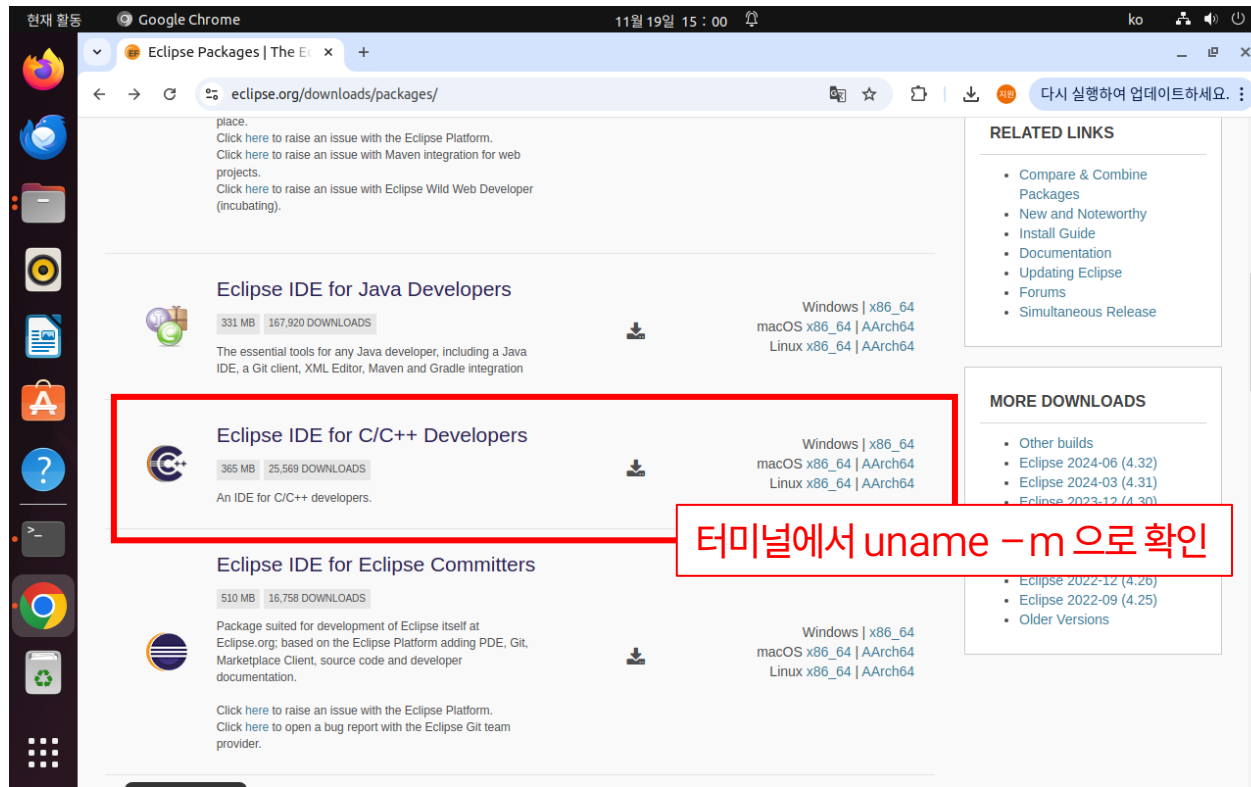 현재 활동
Google Chrome
11월 19일 15 : 00
ko
Eclipse Packages | The Ec
eclipse.org/downloads/packages/
지원
다시 실행하여 업데이트하세요.
place.
Click here to raise an issue with the Eclipse Platform.
Click here to raise an issue with Maven integration for web
projects.
Click here to raise an issue with Eclipse Wild Web Developer
(incubating).
Eclipse IDE for Java Developers
331 MB 167,920 DOWNLOADS
The essential tools for any Java developer, including a Java
IDE, a Git client, XML Editor, Maven and Gradle integration
Windows | x86_64
macOS x86_64 | AArch64
Linux x86_64 | AArch64
Eclipse IDE for C/C++ Developers
365 MB 25,569 DOWNLOADS
An IDE for C/C++ developers.
Windows | x86_64
macOS x86_64 | AArch64
Linux x86_64 | AArch64
터미널에서 uname –m 으로 확인
Eclipse IDE for Eclipse Committers
510 MB 16,758 DOWNLOADS
Package suited for development of Eclipse itself at
Eclipse.org; based on the Eclipse Platform adding PDE, Git,
Marketplace Client, source code and developer
documentation.
Click here to raise an issue with the Eclipse Platform.
Click here to open a bug report with the Eclipse Git team
provider.
Windows | x86_64
macOS x86_64 | AArch64
Linux x86_64 | AArch64
RELATED LINKS
Compare & Combine
Packages
New and Noteworthy
Install Guide
Documentation
Updating Eclipse
Forums
Simultaneous Release
MORE DOWNLOADS
Other builds
Eclipse 2024-06 (4.32)
Eclipse 2024-03 (4.31)
Eclipse 2023-12 (4.30)
Eclipse 2022-12 (4.26)
Eclipse 2022-09 (4.25)
Older Versions